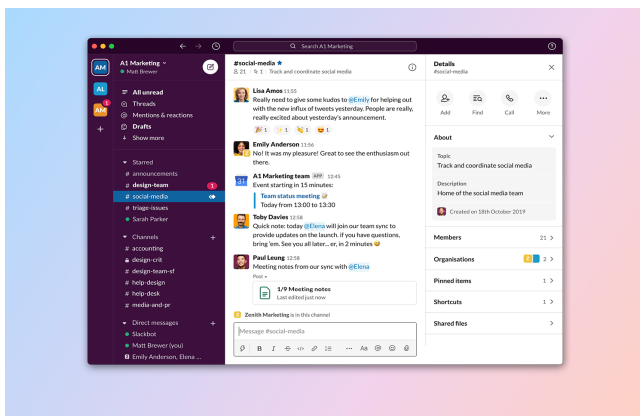 Search A1 Marketing
AM
A1 Marketing
Matt Brewer
AL
AM
1
All unread
Threads
Mentions & reactions
Drafts
Show more
Starred
# announcements
# design-team 1
# social-media
# triage-issues
Sarah Parker
Channels +
# accounting
design-crit
# design-team-sf
# help-design
# help-desk
# media-and-pr
Direct messages +
Slackbot
Matt Brewer (you)
Emily Anderson, Elena ...
#social-media
21 | 1 | Track and coordinate social media
Lisa Amos 11:55
Really need to give some kudos to @Emily for helping out
with the new influx of tweets yesterday. People are really,
really excited about yesterday's announcement.
1 1 1 1
Emily Anderson 11:56
No! It was my pleasure! Great to see the enthusiasm out
there.
31
A1 Marketing team APP 12:45
Event starting in 15 minutes:
Team status meeting
Today from 13:00 to 13:30
Toby Davies 12:58
Quick note: today @Elena will join our team sync to
provide updates on the launch. if you have questions,
bring 'em. See you all later... er, in 2 minutes
Paul Leung 12:58
Meeting notes from our sync with @Elena
Post
1/9 Meeting notes
Last edited just now
Zenith Marketing is in this channel
Message #social-media
B I Aa @
Details
#social-media
Add Find Call More
About
Topic
Track and coordinate social media
Description
Home of the social media team
Created on 18th October 2019
Members 21
Organisations 2
Pinned items 1
Shortcuts 1
Shared files